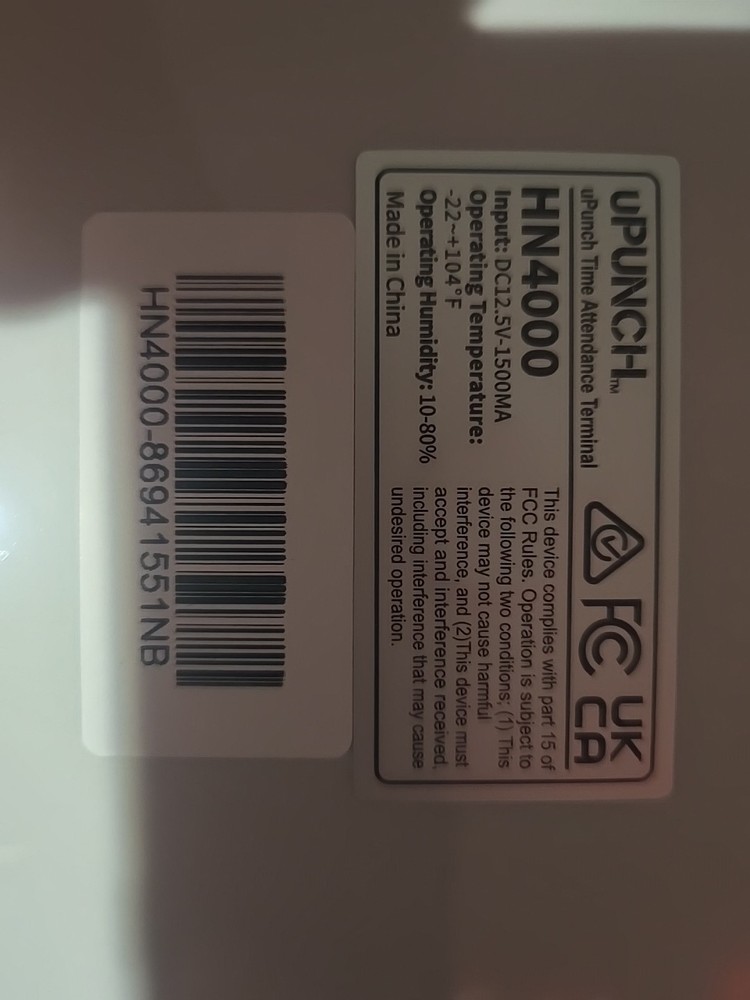 uPUNCH™
uPunch Time Attendance Terminal
FC
UK
CA
HN4000
Input: DC12.5V-1500MA
Operating Temperature:
-22~+104°F
Operating Humidity: 10-80%
Made in China
This device complies with part 15 of
FCC Rules. Operation is subject to
the following two conditions; (1) This
device may not cause harmful
interference, and (2)This device must
accept and interference received,
including interference that may cause
undesired operation.
HN4000-86941551NB